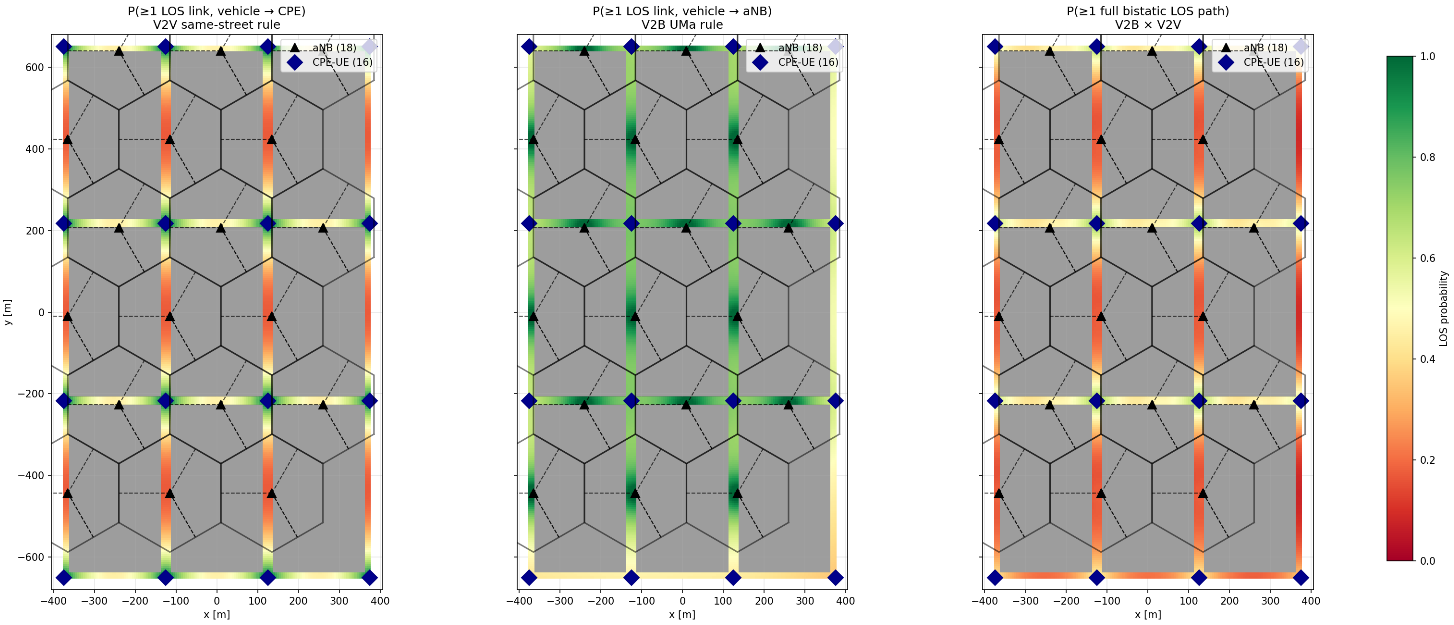 P(≥1 LOS link, vehicle → CPE)
V2V same-street rule
aNB (18)
CPE-UE (16)
y [m]
600
400
200
0
−200
−400
−600
−400 −300 −200 −100 0 100 200 300 400
x [m]
P(≥1 LOS link, vehicle → aNB)
V2B UMa rule
aNB (18)
CPE-UE (16)
−400 −300 −200 −100 0 100 200 300 400
x [m]
P(≥1 full bistatic LOS path)
V2B × V2V
aNB (18)
CPE-UE (16)
−400 −300 −200 −100 0 100 200 300 400
x [m]
1.0
0.8
0.6
0.4
0.2
0.0
LOS probability